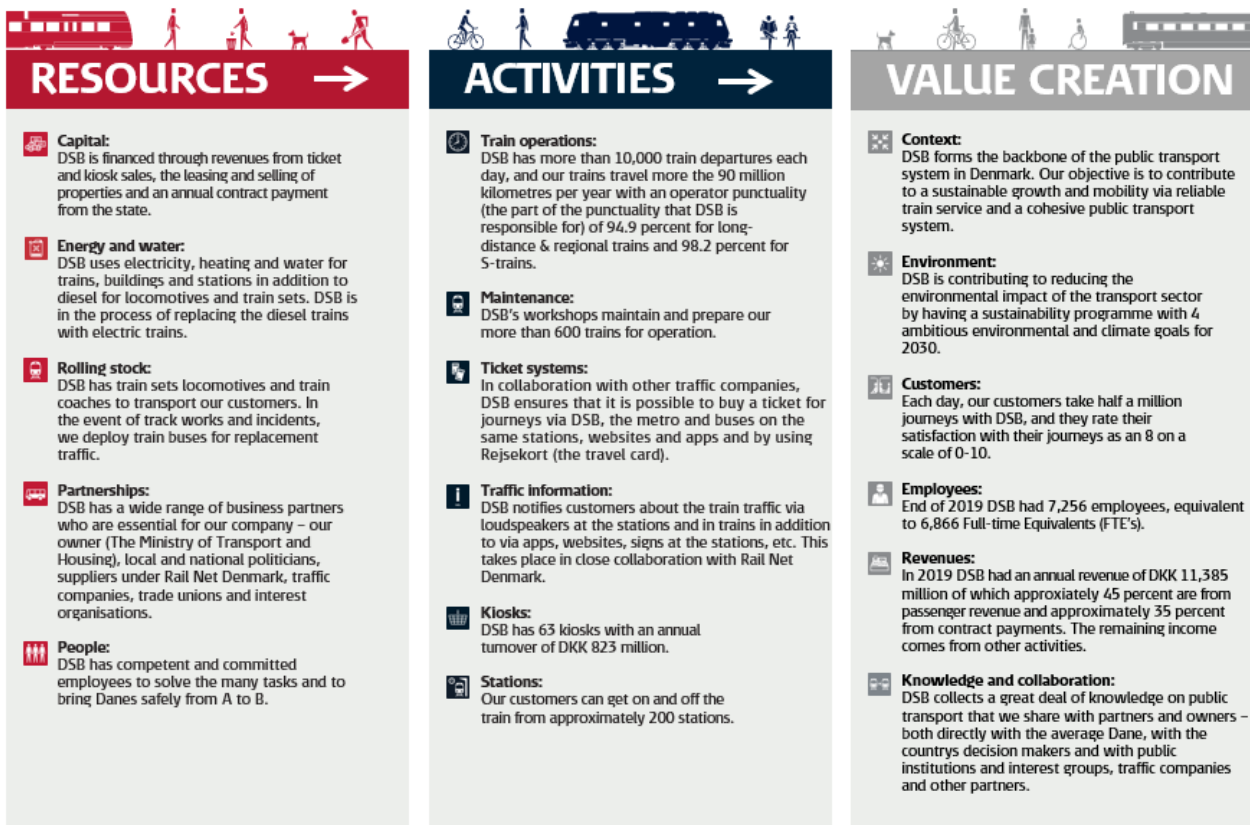 RESOURCES →
Capital:
DSB is financed through revenues from ticket
and kiosk sales, the leasing and selling of
properties and an annual contract payment
from the state.
Energy and water:
DSB uses electricity, heating and water for
trains, buildings and stations in addition to
diesel for locomotives and train sets. DSB is
in the process of replacing the diesel trains
with electric trains.
Rolling stock:
DSB has train sets locomotives and train
coaches to transport our customers. In
the event of track works and incidents,
we deploy train buses for replacement
traffic.
Partnerships:
DSB has a wide range of business partners
who are essential for our company – our
owner (The Ministry of Transport and
Housing), local and national politicians,
suppliers under Rail Net Denmark, traffic
companies, trade unions and interest
organisations.
People:
DSB has competent and committed
employees to solve the many tasks and to
bring Danes safely from A to B.
ACTIVITIES →
Train operations:
DSB has more than 10,000 train departures each
day, and our trains travel more the 90 million
kilometres per year with an operator punctuality
(the part of the punctuality that DSB is
responsible for) of 94.9 percent for long-
distance & regional trains and 98.2 percent for
S-trains.
Maintenance:
DSB's workshops maintain and prepare our
more than 600 trains for operation.
Ticket systems:
In collaboration with other traffic companies,
DSB ensures that it is possible to buy a ticket for
journeys via DSB, the metro and buses on the
same stations, websites and apps and by using
Rejsekort (the travel card).
Traffic information:
DSB notifies customers about the train traffic via
loudspeakers at the stations and in trains in addition
to via apps, websites, signs at the stations, etc. This
takes place in close collaboration with Rail Net
Denmark.
Kiosks:
DSB has 63 kiosks with an annual
turnover of DKK 823 million.
Stations:
Our customers can get on and off the
train from approximately 200 stations.
VALUE CREATION
Context:
DSB forms the backbone of the public transport
system in Denmark. Our objective is to contribute
to a sustainable growth and mobility via reliable
train service and a cohesive public transport
system.
Environment:
DSB is contributing to reducing the
environmental impact of the transport sector
by having a sustainability programme with 4
ambitious environmental and climate goals for
2030.
Customers:
Each day, our customers take half a million
journeys with DSB, and they rate their
satisfaction with their journeys as an 8 on a
scale of 0-10.
Employees:
End of 2019 DSB had 7,256 employees, equivalent
to 6,866 Full-time Equivalents (FTE's).
Revenues:
In 2019 DSB had an annual revenue of DKK 11,385
million of which approxiately 45 percent are from
passenger revenue and approximately 35 percent
from contract payments. The remaining income
comes from other activities.
Knowledge and collaboration:
DSB collects a great deal of knowledge on public
transport that we share with partners and owners –
both directly with the average Dane, with the
countrys decision makers and with public
institutions and interest groups, traffic companies
and other partners.